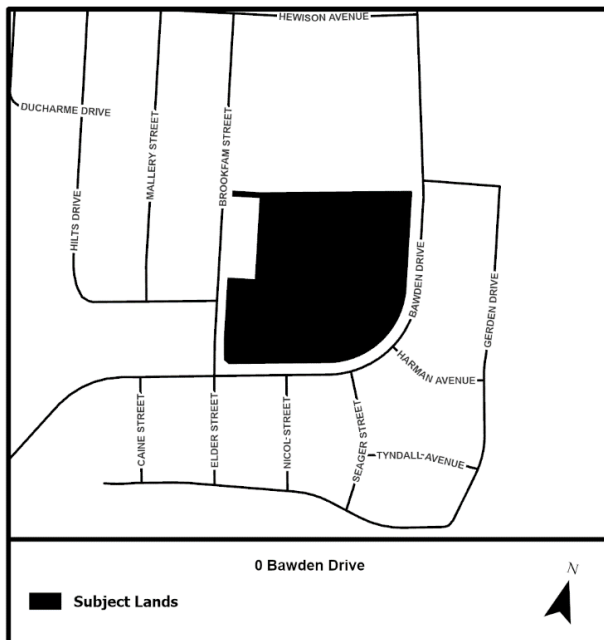 HEWISON AVENUE
DUCHARME DRIVE
MALLERY STREET
BROOKFAM STREET
HILTS DRIVE
BAWDEN DRIVE
GERDEN DRIVE
HARMAN AVENUE
CAINE STREET
ELDER STREET
NICOL STREET
SEAGER STREET
TYNDALL AVENUE
0 Bawden Drive
N
Subject Lands